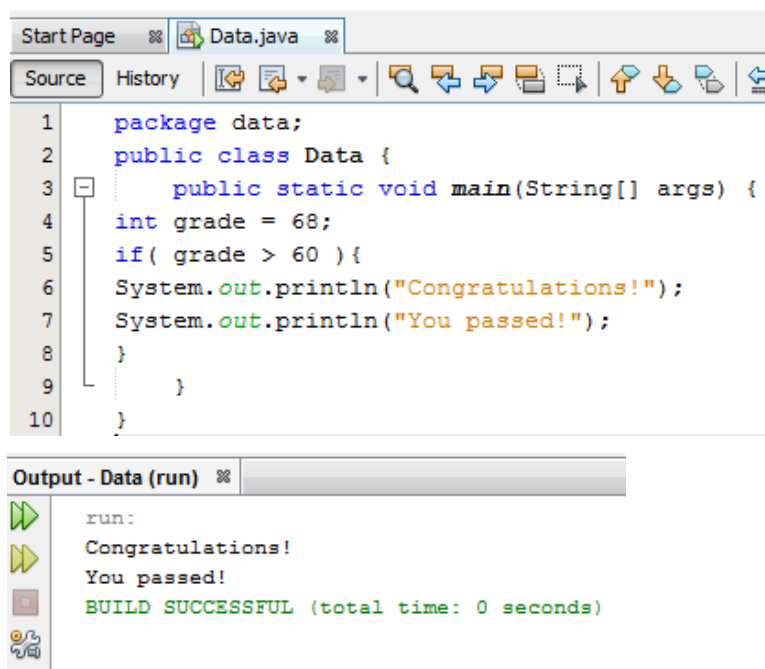 Start Page Data.java
Source History
1 package data;
2 public class Data {
3 public static void main(String[] args) {
4 int grade = 68;
5 if( grade > 60 ){
6 System.out.println("Congratulations!");
7 System.out.println("You passed!");
8 }
9 }
10 }
Output - Data (run)
run:
Congratulations!
You passed!
BUILD SUCCESSFUL (total time: 0 seconds)